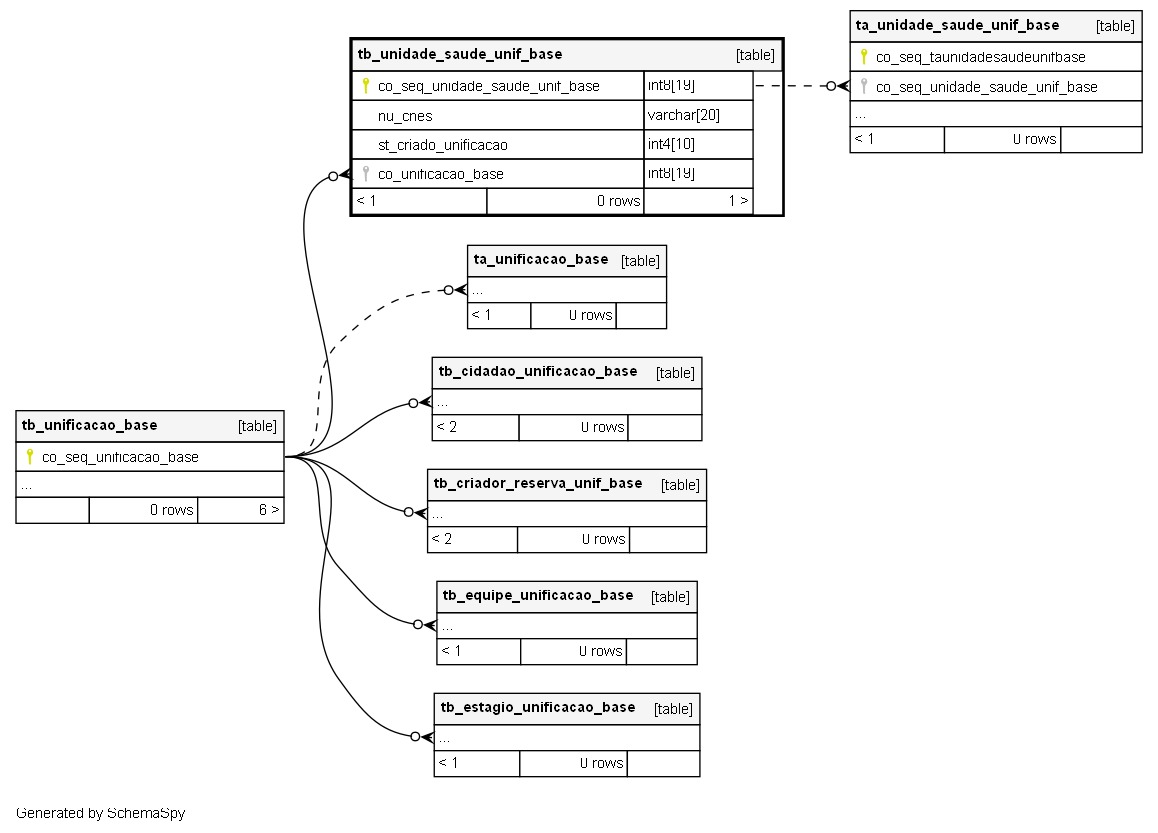 tb_unidade_saude_unif_base [table]
co_seq_unidade_saude_unif_base int8[19]
nu_cnes varchar[20]
st_criado_unificacao int4[10]
co_unificacao_base int8[19]
< 1 0 rows 1 >
ta_unidade_saude_unif_base [table]
co_seq_taunidadesaudeunifbase
co_seq_unidade_saude_unif_base
...
< 1 0 rows
ta_unificacao_base [table]
...
< 1 0 rows
tb_cidadao_unificacao_base [table]
...
< 2 0 rows
tb_unificacao_base [table]
co_seq_unificacao_base
...
0 rows 6 >
tb_criador_reserva_unif_base [table]
...
< 2 0 rows
tb_equipe_unificacao_base [table]
...
< 1 0 rows
tb_estagio_unificacao_base [table]
...
< 1 0 rows
Generated by SchemaSpy